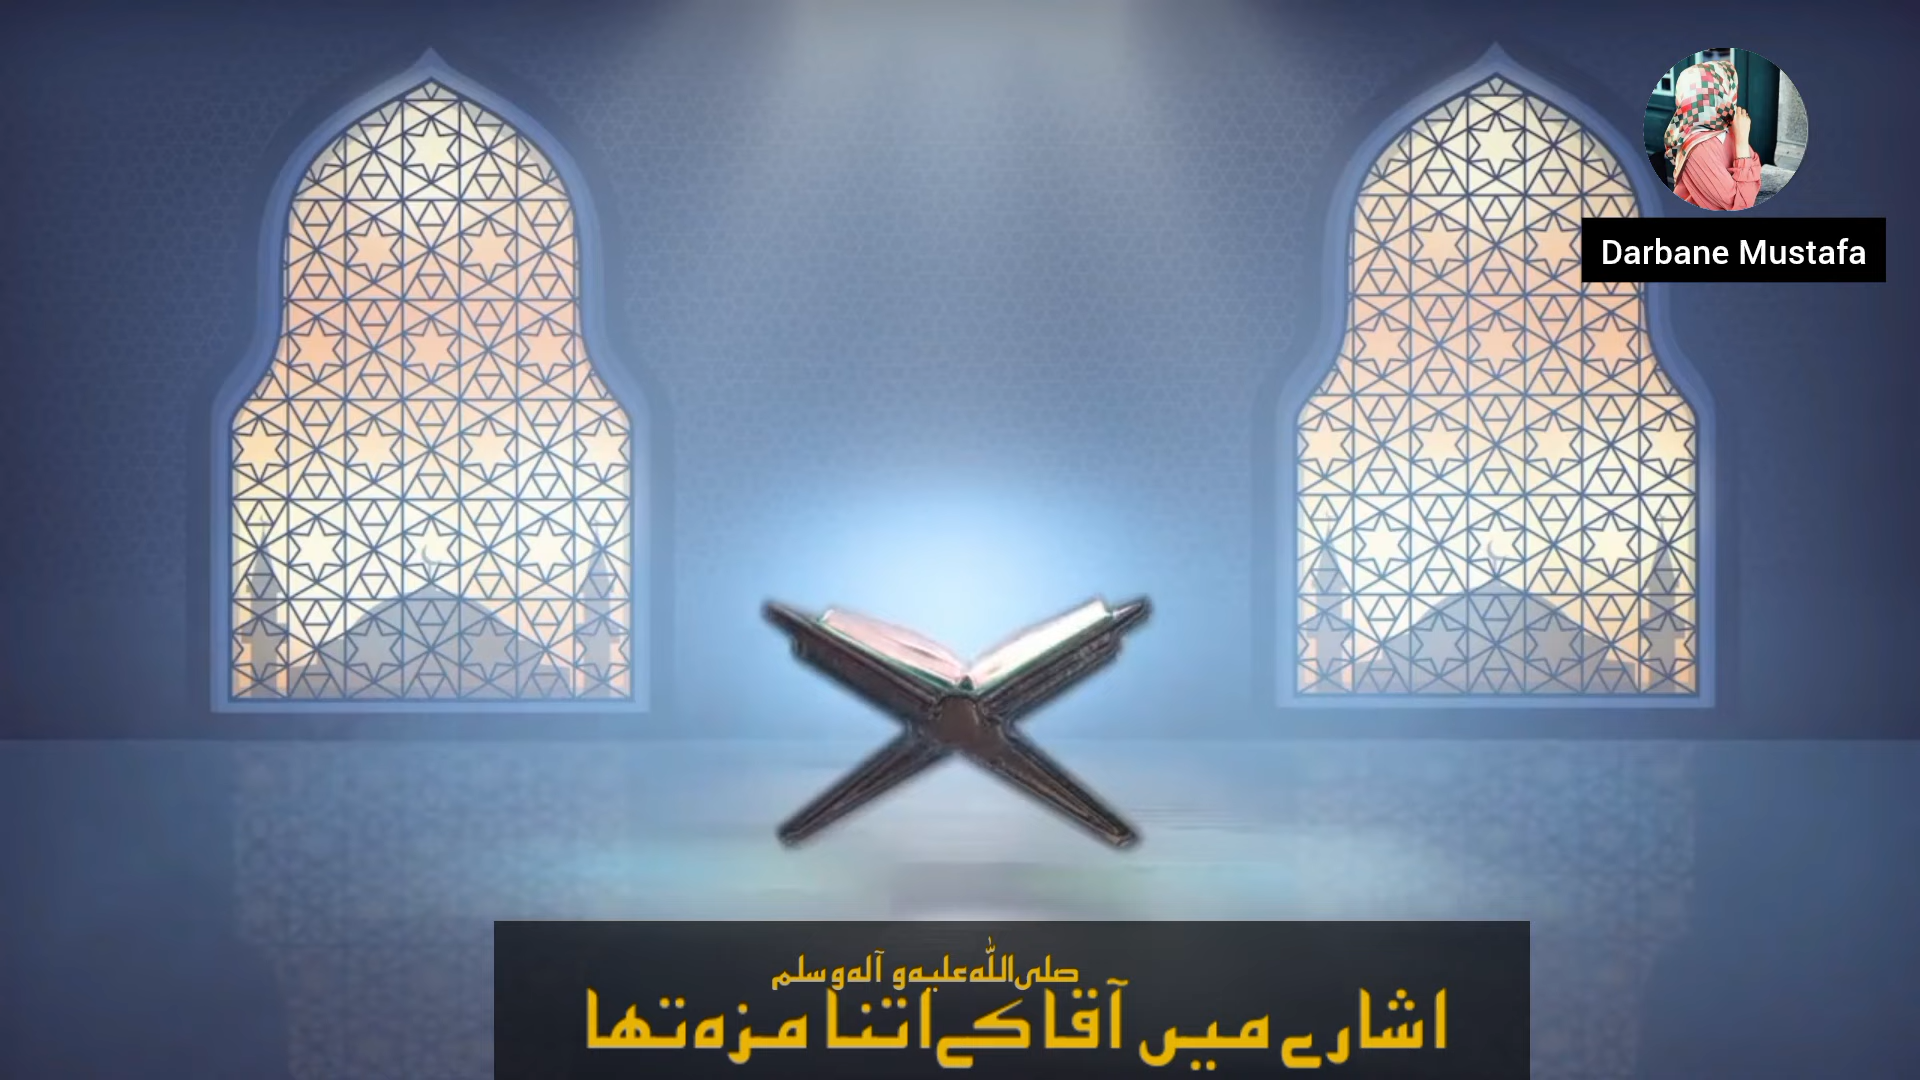 Darbane Mustafa
صلی اللہ علیہ و آلہ وسلم
اشارے میں آقا کے اتنا مزہ تھا